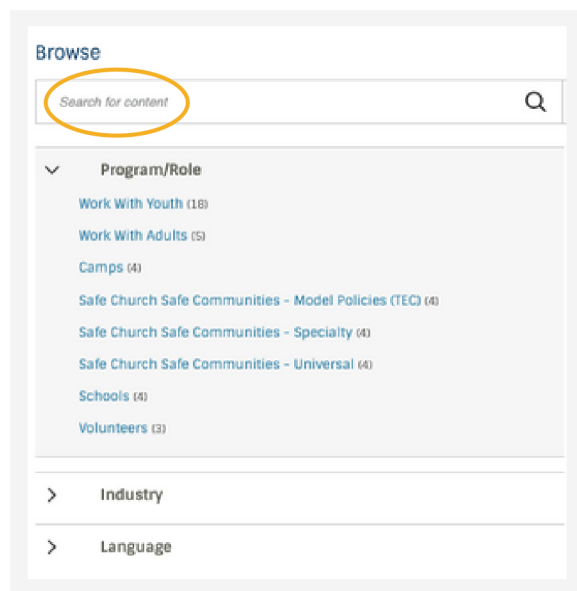 Browse
Search for content
Program/Role
Work With Youth (18)
Work With Adults (5)
Camps (4)
Safe Church Safe Communities - Model Policies (TEC) (4)
Safe Church Safe Communities - Specialty (4)
Safe Church Safe Communities - Universal (4)
Schools (4)
Volunteers (3)
Industry
Language